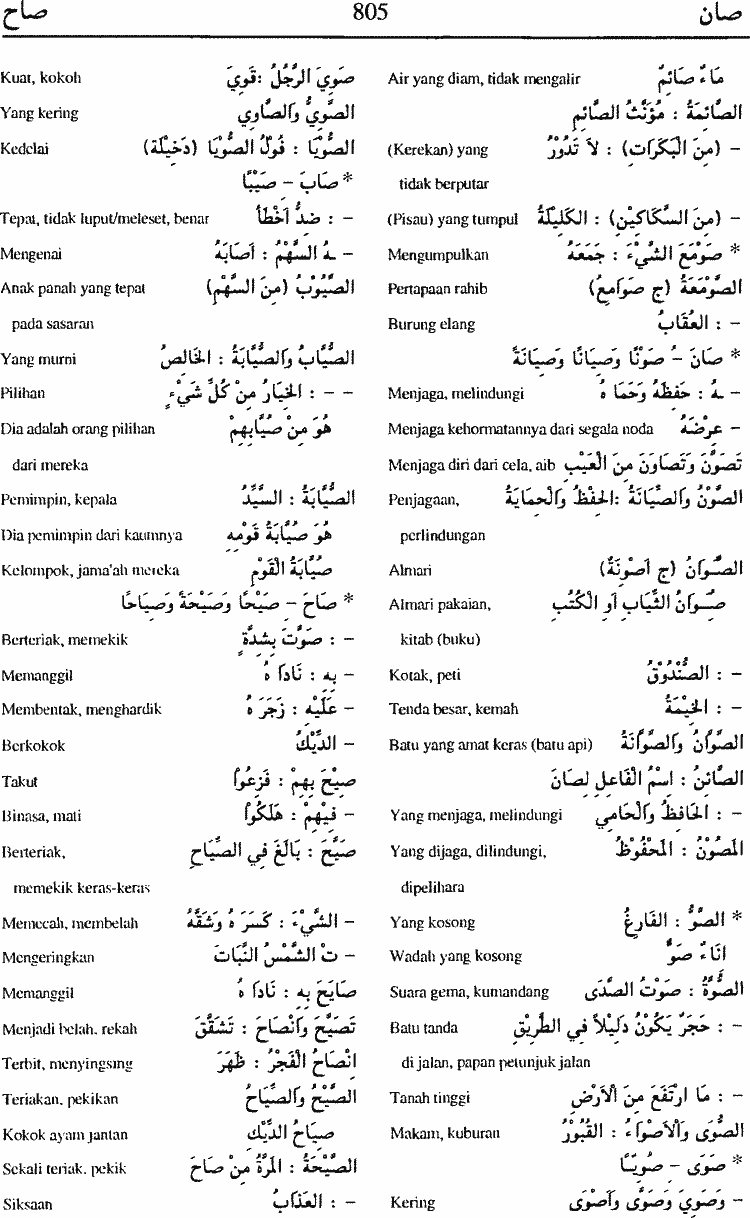 صان 805 صاح
مَاءٌ صَائِمٌ Air yang diam, tidak mengalir
الصَّائِمَةُ : مُؤَنَّثُ الصَّائِمِ
– (مِنَ الْبَكَرَاتِ) : لاَ تَدُوْرُ (Kerekan) yang
tidak berputar
– (مِنَ السَّكَاكِيْنِ) : الكَلِيْلَةُ (Pisau) yang tumpul
* صَوْمَعَ الشَّيْءَ : جَمَعَهُ Mengumpulkan
الصَّوْمَعَةُ (ج صَوَامِعُ) Pertapaan rahib
– : العُقَابُ Burung elang
* صَانَ – ُ صَوْنًا وَصِيَانًا وَصِيَانَةً
– ـهُ : حَفِظَهُ وَحَمَاهُ Menjaga, melindungi
– عِرْضَهُ Menjaga kehormatannya dari segala noda
تَصَوَّنَ وَتَصَاوَنَ مِنَ الْعَيْبِ Menjaga diri dari cela, aib
الصَّوْنُ وَالصِّيَانَةُ :الحِفْظُ وَالْحِمَايَةُ Penjagaan,
perlindungan
الصِّوَانُ (ج أَصْوِنَةٌ) Almari
صِوَانُ الثِّيَابِ أَوِ الْكُتُبِ Almari pakaian,
kitab (buku)
– : الصُّنْدُوْقُ Kotak, peti
– : الخَيْمَةُ Tenda besar, kemah
الصَّوَّانُ وَالصَّوَّانَةُ Batu yang amat keras (batu api)
الصَّائِنُ : اسْمُ الْفَاعِلِ لِصَانَ
– : الحَافِظُ وَالْحَامِي Yang menjaga, melindungi
المَصُوْنُ : المَحْفُوْظُ Yang dijaga, dilindungi,
dipelihara
* الصَّوُّ : الفَارِغُ Yang kosong
اِنَاءٌ صَوٌّ Wadah yang kosong
الصُّوَّةُ : صَوْتُ الصَّدَى Suara gema, kumandang
– : حَجَرٌ يَكُوْنُ دَلِيْلاً فِي الطَّرِيْقِ Batu tanda
di jalan, papan petunjuk jalan
– : مَا ارْتَفَعَ مِنَ الْأَرْضِ Tanah tinggi
الصُّوَى وَالْأَصْوَاءُ : القُبُوْرُ Makam, kuburan
* صَوَى – صُوِيًّا
– وَصَوِيَ وَصَوَّى وَأَصْوَى Kering
صَوِيَ الرَّجُلُ :قَوِيَ Kuat, kokoh
الصَّوِيُّ وَالصَّاوِي Yang kering
الصُّوْيَا : فُوْلُ الصُّوْيَا (دَخِيْلَة) Kedelai
* صَابَ – صَيْبًا
– : ضِدُّ أَخْطَأَ Tepat, tidak luput/meleset, benar
– ـهُ السَّهْمُ : أَصَابَهُ Mengenai
الصَّيُوْبُ (مِنَ السَّهْمِ) Anak panah yang tepat
pada sasaran
الصُّيَّابُ وَالصُّيَّابَةُ : الخَالِصُ Yang murni
– – : الخِيَارُ مِنْ كُلِّ شَيْءٍ Pilihan
هُوَ مِنْ صُيَّابِهِمْ Dia adalah orang pilihan
dari mereka
الصُّيَّابَةُ : السَّيِّدُ Pemimpin, kepala
هُوَ صُيَّابَةُ قَوْمِهِ Dia pemimpin dari kaumnya
صُيَّابَةُ الْقَوْمِ Kelompok, jama'ah mereka
* صَاحَ – صَيْحًا وَصَيْحَةً وَصِيَاحًا
– : صَوَّتَ بِشِدَّةٍ Berteriak, memekik
– بِهِ : نَادَاهُ Memanggil
– عَلَيْهِ : زَجَرَهُ Membentak, menghardik
– الدِّيْكُ Berkokok
صِيْحَ بِهِمْ : فَزِعُوا Takut
– فِيْهِمْ : هَلَكُوا Binasa, mati
صَيَّحَ : بَالَغَ فِي الصِّيَاحِ Berteriak,
memekik keras-keras
– الشَّيْءَ : كَسَرَهُ وَشَقَّهُ Memecah, membelah
– تْ الشَّمْسُ النَّبَاتَ Mengeringkan
صَايَحَ بِهِ : نَادَاهُ Memanggil
تَصَيَّحَ وَانْصَاحَ : تَشَقَّقَ Menjadi belah, rekah
انْصَاحَ الْفَجْرُ : ظَهَرَ Terbit, menyingsing
الصَّيْحُ وَالصِّيَاحُ Teriakan, pekikan
صِيَاحُ الدِّيْكِ Kokok ayam jantan
الصَّيْحَةُ : المَرَّةُ مِنْ صَاحَ Sekali teriak, pekik
– : العَذَابُ Siksaan